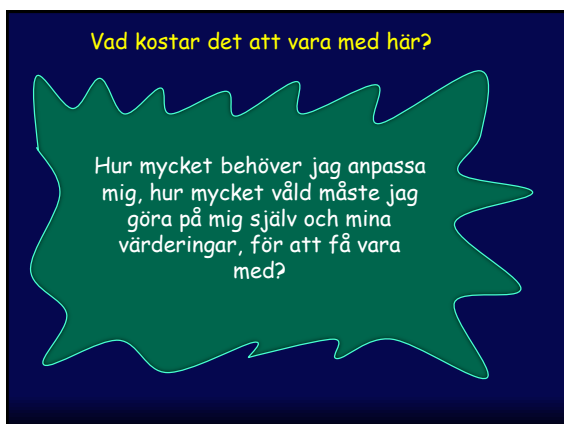 Vad kostar det att vara med här?
Hur mycket behöver jag anpassa
mig, hur mycket våld måste jag
göra på mig själv och mina
värderingar, för att få vara
med?